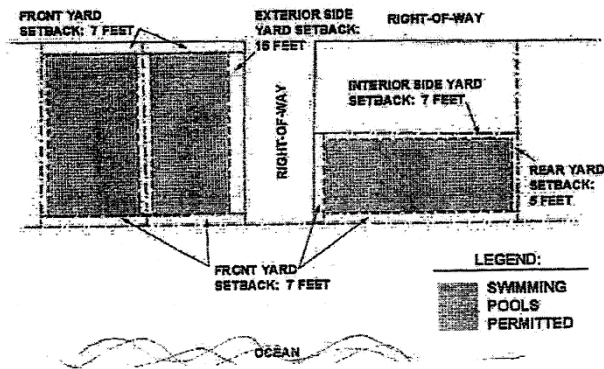 FRONT YARD
SETBACK: 7 FEET
EXTERIOR SIDE
YARD SETBACK:
15 FEET
RIGHT-OF-WAY
RIGHT-OF-WAY
INTERIOR SIDE YARD
SETBACK: 7 FEET
REAR YARD
SETBACK:
5 FEET
FRONT YARD
SETBACK: 7 FEET
LEGEND:
SWIMMING
POOLS
PERMITTED
OCEAN